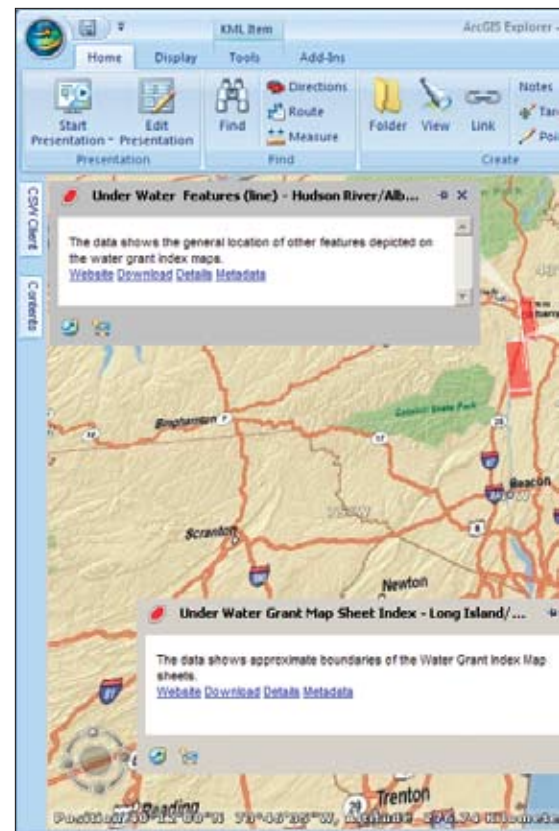 KML Item
ArcGIS Explorer
Home Display Tools Add-Ins
Start Presentation
Edit Presentation
Find
Directions
Route
Measure
Folder View Link
Notes
Presentation Find Create
CSW Client
Contents
Under Water Features (line) - Hudson River/Alb...
The data shows the general location of other features depicted on
the water grant index maps.
Website Download Details Metadata
Catskill State Park
Binghamton
Beacon
Scranton
Newton
Under Water Grant Map Sheet Index - Long Island/ ...
The data shows approximate boundaries of the Water Grant Index Map
sheets.
Website Download Details Metadata
Reading
Trenton